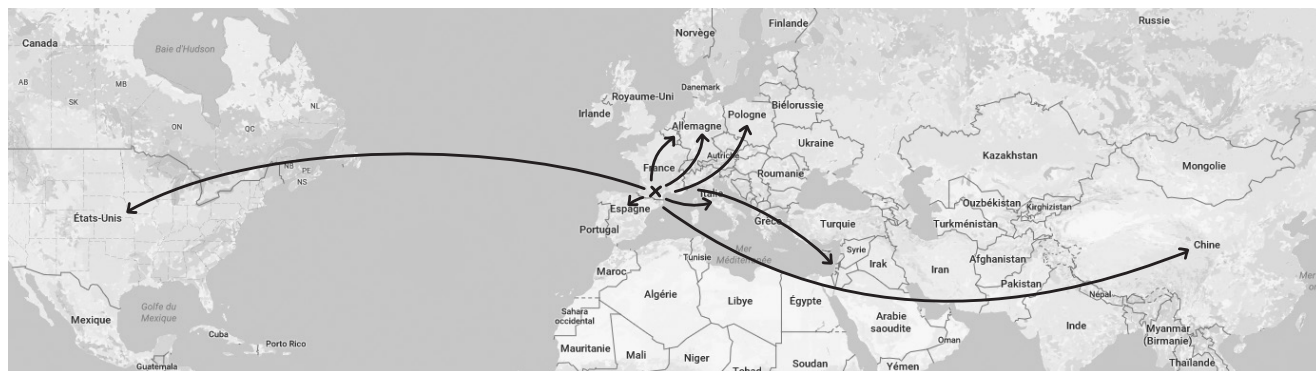 Canada
Baie d'Hudson
AB
SK
MB
ON
QC
NL
NB
PE
NS
États-Unis
Golfe du
Mexique
Mexique
Cuba
Porto Rico
Guatemala
Norvège
Finlande
Russie
Danemark
Royaume-Uni
Irlande
Biélorussie
Pologne
Allemagne
Ukraine
Autriche
France
Roumanie
Italie
Espagne
Portugal
Grèce
Turquie
Mer
Méditerranée
Tunisie
Syrie
Maroc
Irak
Iran
Algérie
Libye
Égypte
Sahara
occidental
Arabie
saoudite
Oman
Mauritanie
Mali
Niger
Tchad
Soudan
Yémen
Kazakhstan
Mongolie
Ouzbékistan
Kirghizistan
Turkménistan
Chine
Afghanistan
Pakistan
Nepal
Inde
Myanmar
(Birmanie)
Thaïlande